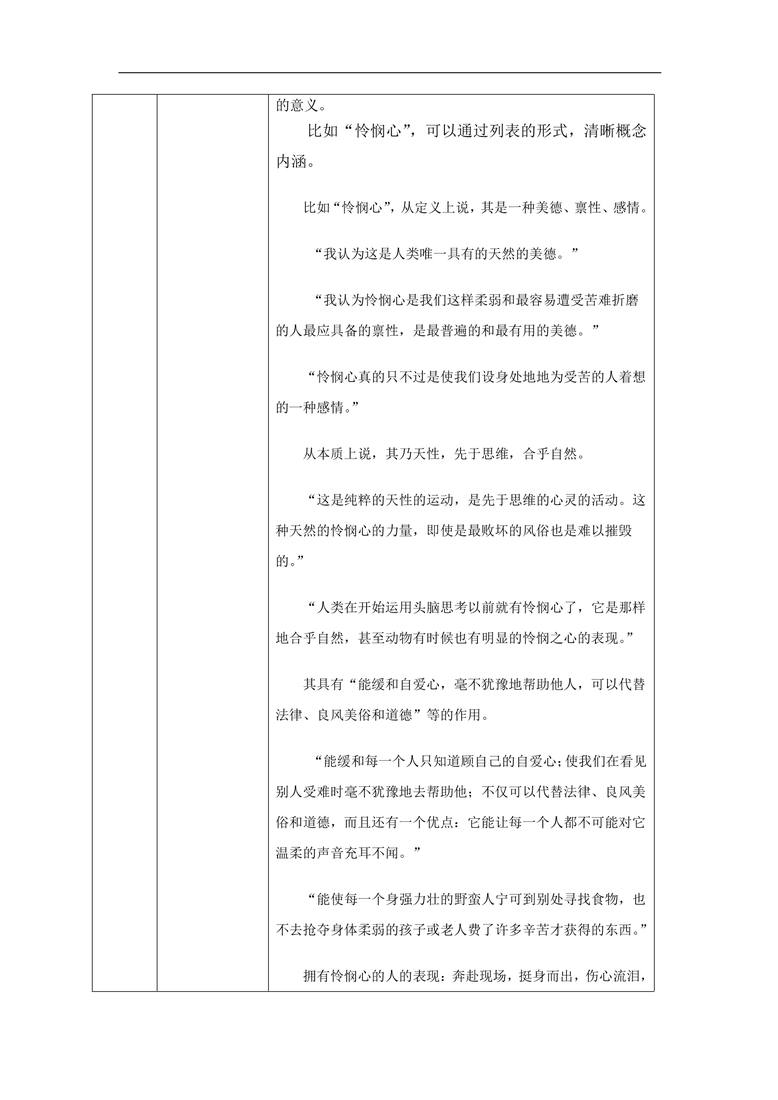 的意义。
比如“怜悯心”，可以通过列表的形式，清晰概念
内涵。
比如“怜悯心”，从定义上说，其是一种美德、禀性、感情。
“我认为这是人类唯一具有的天然的美德。”
“我认为怜悯心是我们这样柔弱和最容易遭受苦难折磨
的人最应具备的禀性，是最普遍的和最有用的美德。”
“怜悯心真的只不过是使我们设身处地地为受苦的人着想
的一种感情。”
从本质上说，其乃天性，先于思维，合乎自然。
“这是纯粹的天性的运动，是先于思维的心灵的活动。这
种天然的怜悯心的力量，即使是最败坏的风俗也是难以摧毁
的。”
“人类在开始运用头脑思考以前就有怜悯心了，它是那样
地合乎自然，甚至动物有时候也有明显的怜悯之心的表现。”
其具有“能缓和自爱心，毫不犹豫地帮助他人，可以代替
法律、良风美俗和道德”等的作用。
“能缓和每一个人只知道顾自己的自爱心；使我们在看见
别人受难时毫不犹豫地去帮助他；不仅可以代替法律、良风美
俗和道德，而且还有一个优点：它能让每一个人都不可能对它
温柔的声音充耳不闻。”
“能使每一个身强力壮的野蛮人宁可到别处寻找食物，也
不去抢夺身体柔弱的孩子或老人费了许多辛苦才获得的东西。”
拥有怜悯心的人的表现：奔赴现场，挺身而出，伤心流泪，